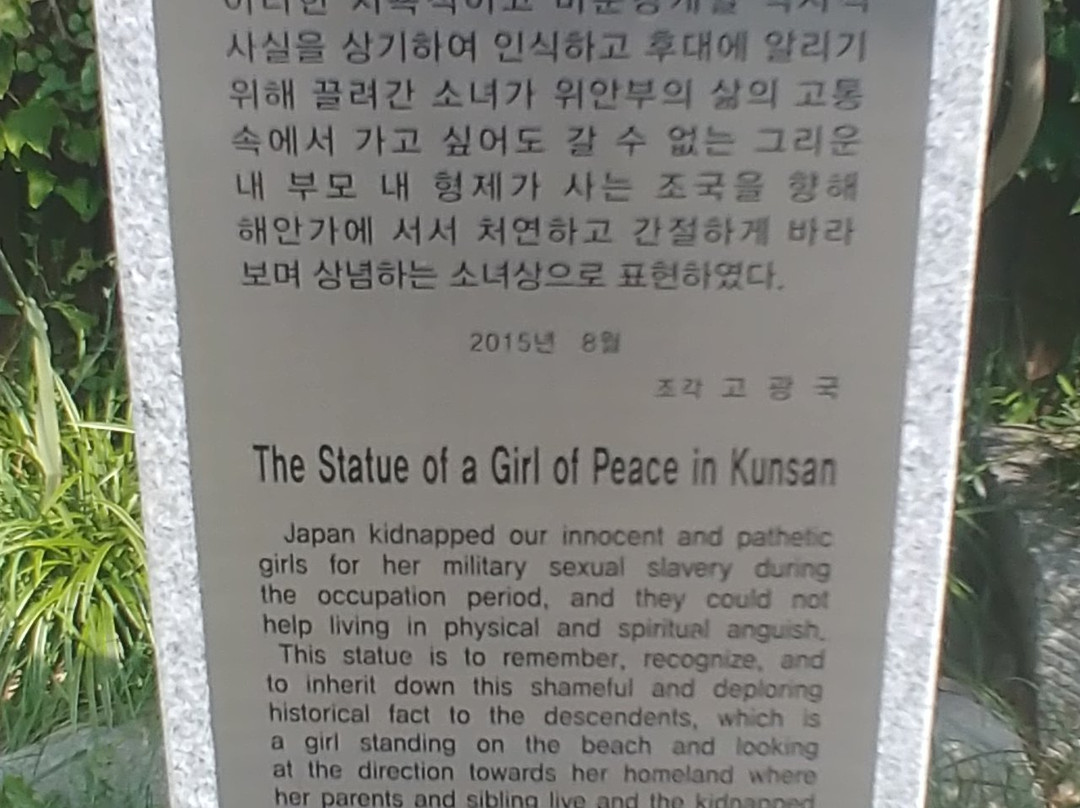 사실을 상기하여 인식하고 후대에 알리기
위해 끌려간 소녀가 위안부의 삶의 고통
속에서 가고 싶어도 갈 수 없는 그리운
내 부모 내 형제가 사는 조국을 향해
해안가에 서서 처연하고 간절하게 바라
보며 상념하는 소녀상으로 표현하였다.
2015년 8월
조각 고 광 국
The Statue of a Girl of Peace in Kunsan
Japan kidnapped our innocent and pathetic
girls for her military sexual slavery during
the occupation period, and they could not
help living in physical and spiritual anguish.
This statue is to remember, recognize, and
to inherit down this shameful and deploring
historical fact to the descendents, which is
a girl standing on the beach and looking
at the direction towards her homeland where
her parents and sibling live and the kidnapped